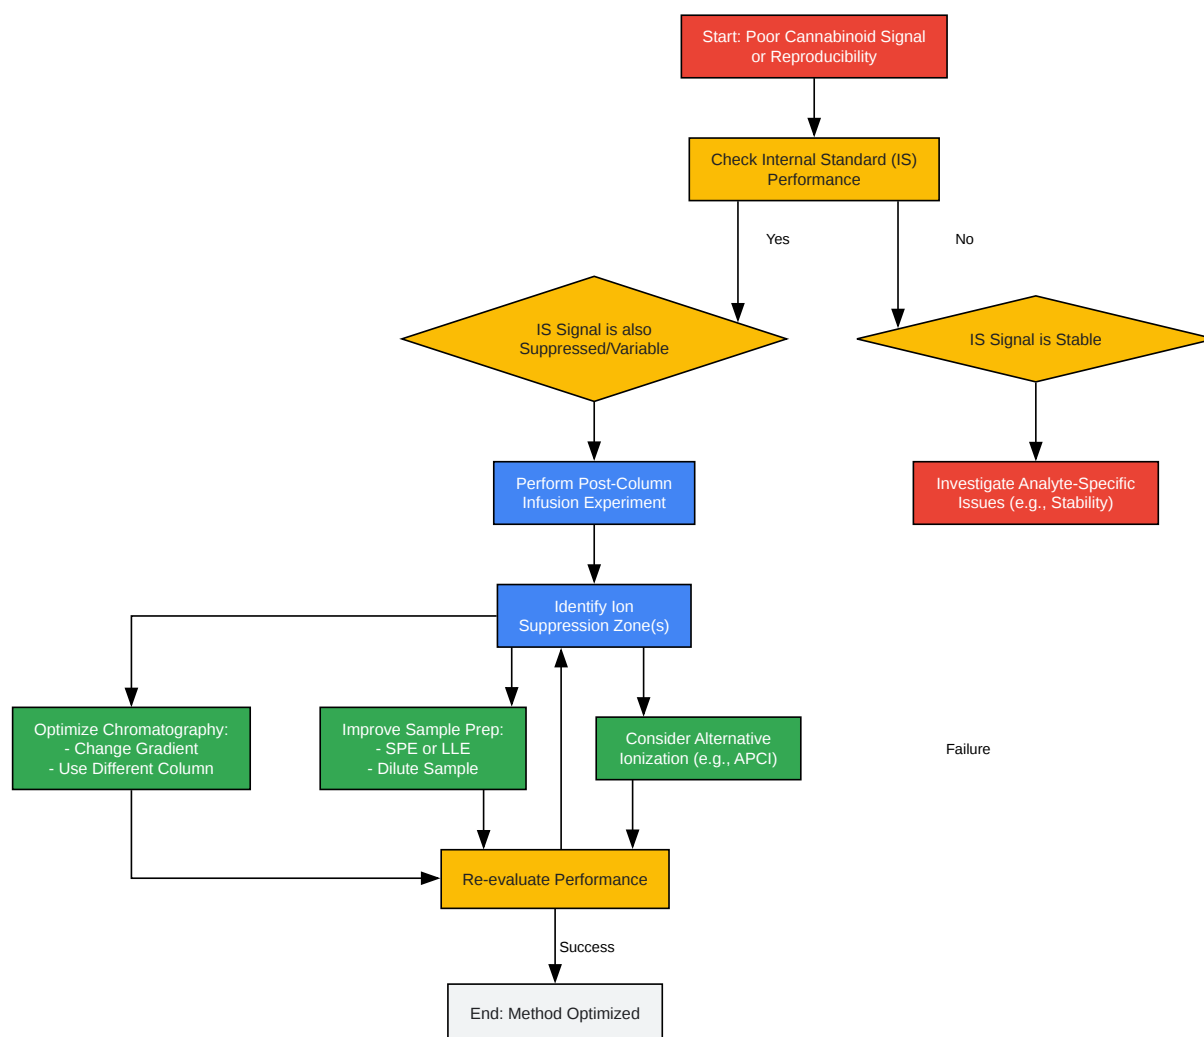 Start: Poor Cannabinoid Signal
or Reproducibility
Check Internal Standard (IS)
Performance
Yes
No
IS Signal is also
Suppressed/Variable
IS Signal is Stable
Perform Post-Column
Infusion Experiment
Investigate Analyte-Specific
Issues (e.g., Stability)
Identify Ion
Suppression Zone(s)
Optimize Chromatography:
- Change Gradient
- Use Different Column
Improve Sample Prep:
- SPE or LLE
- Dilute Sample
Consider Alternative
Ionization (e.g., APCI)
Failure
Re-evaluate Performance
Success
End: Method Optimized